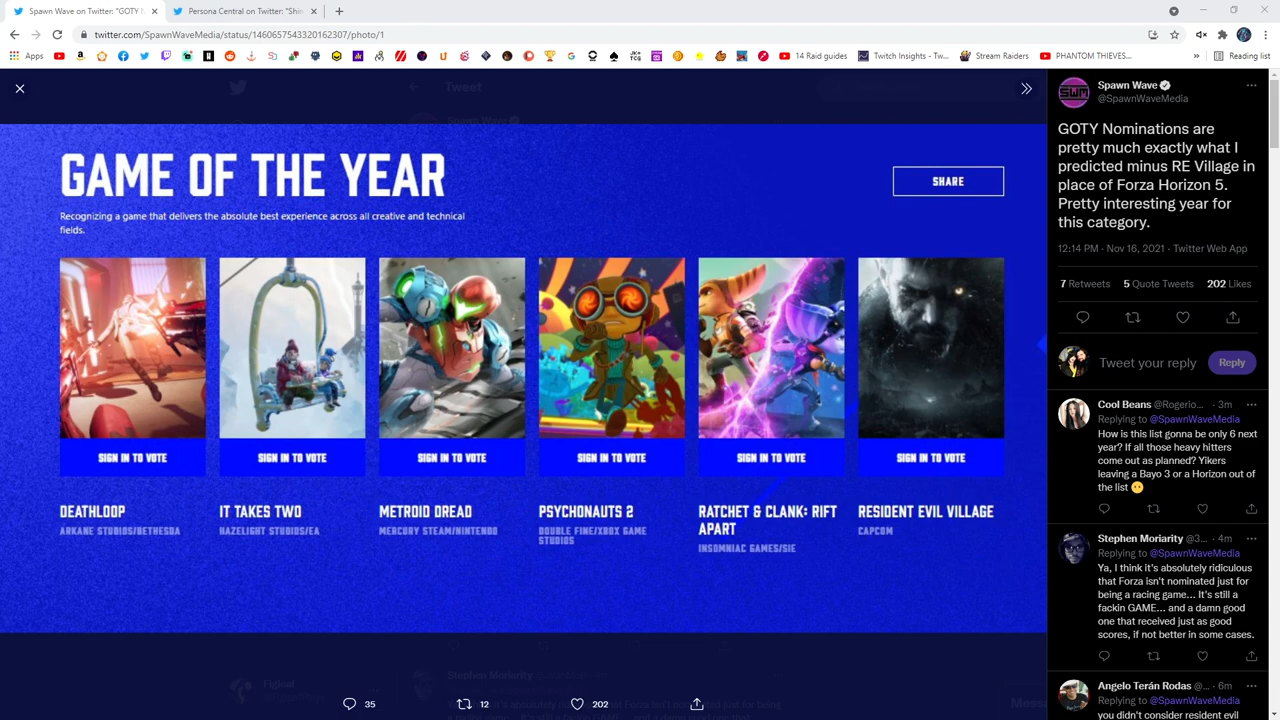 Spawn Wave on Twitter: "GOTY N
Persona Central on Twitter: "Shin
twitter.com/SpawnWaveMedia/status/1460657543320162307/photo/1
Apps
14 Raid guides
Twitch Insights - Tw...
Stream Raiders
PHANTOM THIEVES...
Reading list
Tweet
GAME OF THE YEAR
Recognizing a game that delivers the absolute best experience across all creative and technical
fields.
SHARE
SIGN IN TO VOTE
SIGN IN TO VOTE
SIGN IN TO VOTE
SIGN IN TO VOTE
SIGN IN TO VOTE
SIGN IN TO VOTE
DEATHLOOP
ARKANE STUDIOS/BETHESDA
IT TAKES TWO
HAZELIGHT STUDIOS/EA
METROID DREAD
MERCURY STEAM/NINTENDO
PSYCHONAUTS 2
DOUBLE FINE/XBOX GAME
STUDIOS
RATCHET & CLANK: RIFT
APART
INSOMNIAC GAMES/SIE
RESIDENT EVIL VILLAGE
CAPCOM
Stephen Moriarity
Figleaf
35
12
202
SWM
Spawn Wave
@SpawnWaveMedia
GOTY Nominations are
pretty much exactly what I
predicted minus RE Village in
place of Forza Horizon 5.
Pretty interesting year for
this category.
12:14 PM · Nov 16, 2021 · Twitter Web App
7 Retweets 5 Quote Tweets 202 Likes
Tweet your reply
Reply
Cool Beans @Rogerio... · 3m
Replying to @SpawnWaveMedia
How is this list gonna be only 6 next
year? If all those heavy hitters
come out as planned? Yikers
leaving a Bayo 3 or a Horizon out of
the list 😶
Stephen Moriarity @3... · 4m
Replying to @SpawnWaveMedia
Ya, I think it's absolutely ridiculous
that Forza isn't nominated just for
being a racing game... It's still a
fackin GAME... and a damn good
one that received just as good
scores, if not better in some cases.
Angelo Terán Rodas @... · 6m
Replying to @SpawnWaveMedia
you didn't consider resident evil